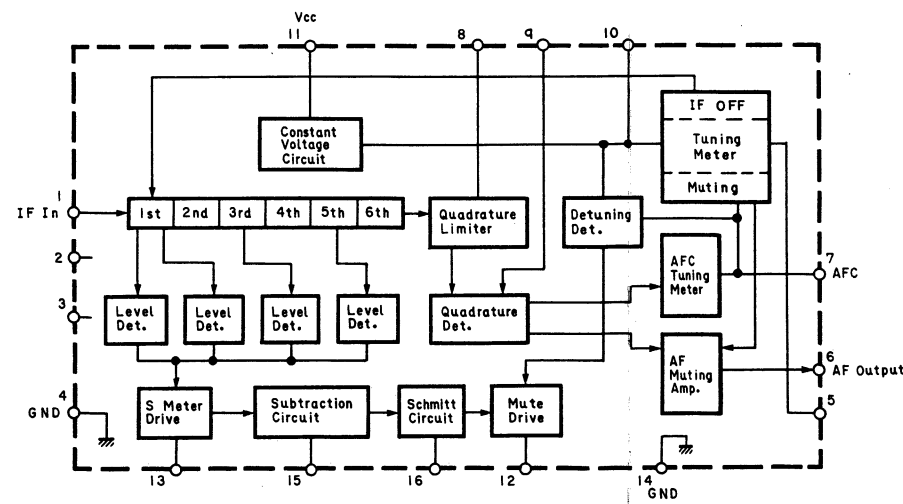 Vcc
11
8
9
10
IF OFF
Tuning
Meter
Muting
Constant
Voltage
Circuit
1
IF In
1st
2nd
3rd
4th
5th
6th
Quadrature
Limiter
Detuning
Det.
2
3
AFC
Tuning
Meter
7
AFC
Level
Det.
Level
Det.
Level
Det.
Level
Det.
Quadrature
Det.
AF
Muting
Amp.
6
AF Output
5
4
GND
S Meter
Drive
Subtraction
Circuit
Schmitt
Circuit
Mute
Drive
13
15
16
12
14
GND